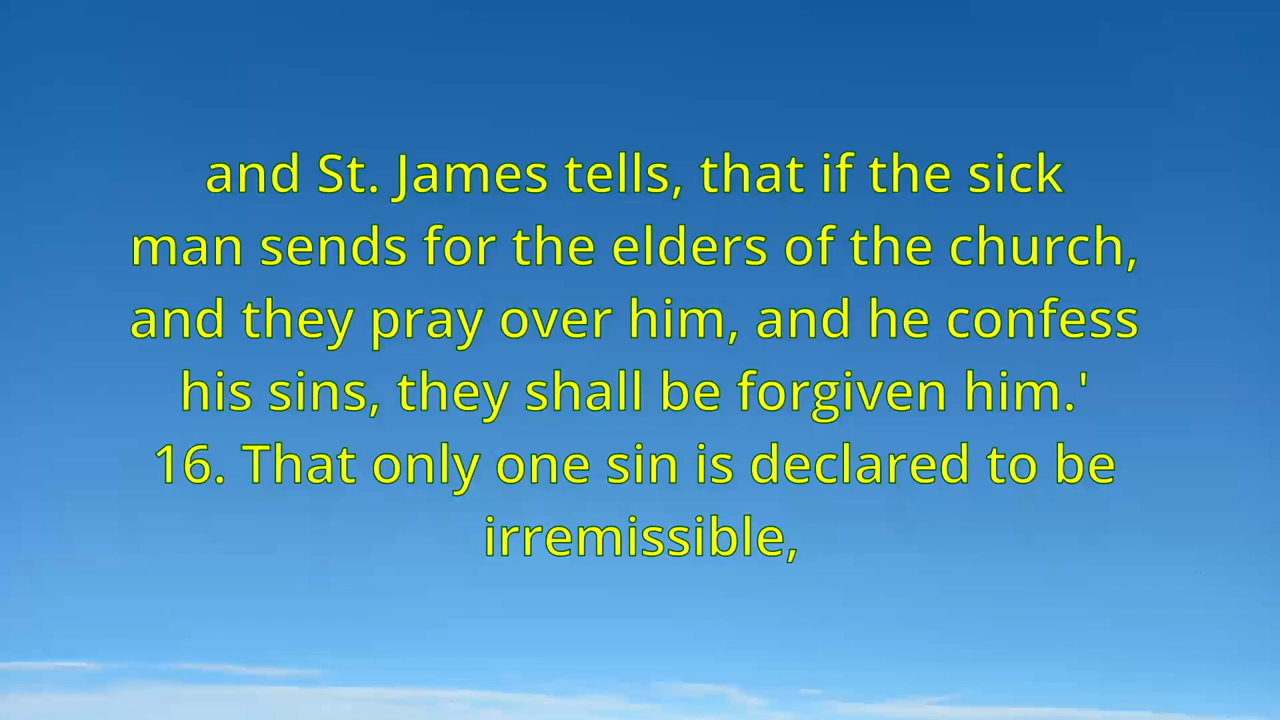 and St. James tells, that if the sick
man sends for the elders of the church,
and they pray over him, and he confess
his sins, they shall be forgiven him.'
16. That only one sin is declared to be
irremissible,